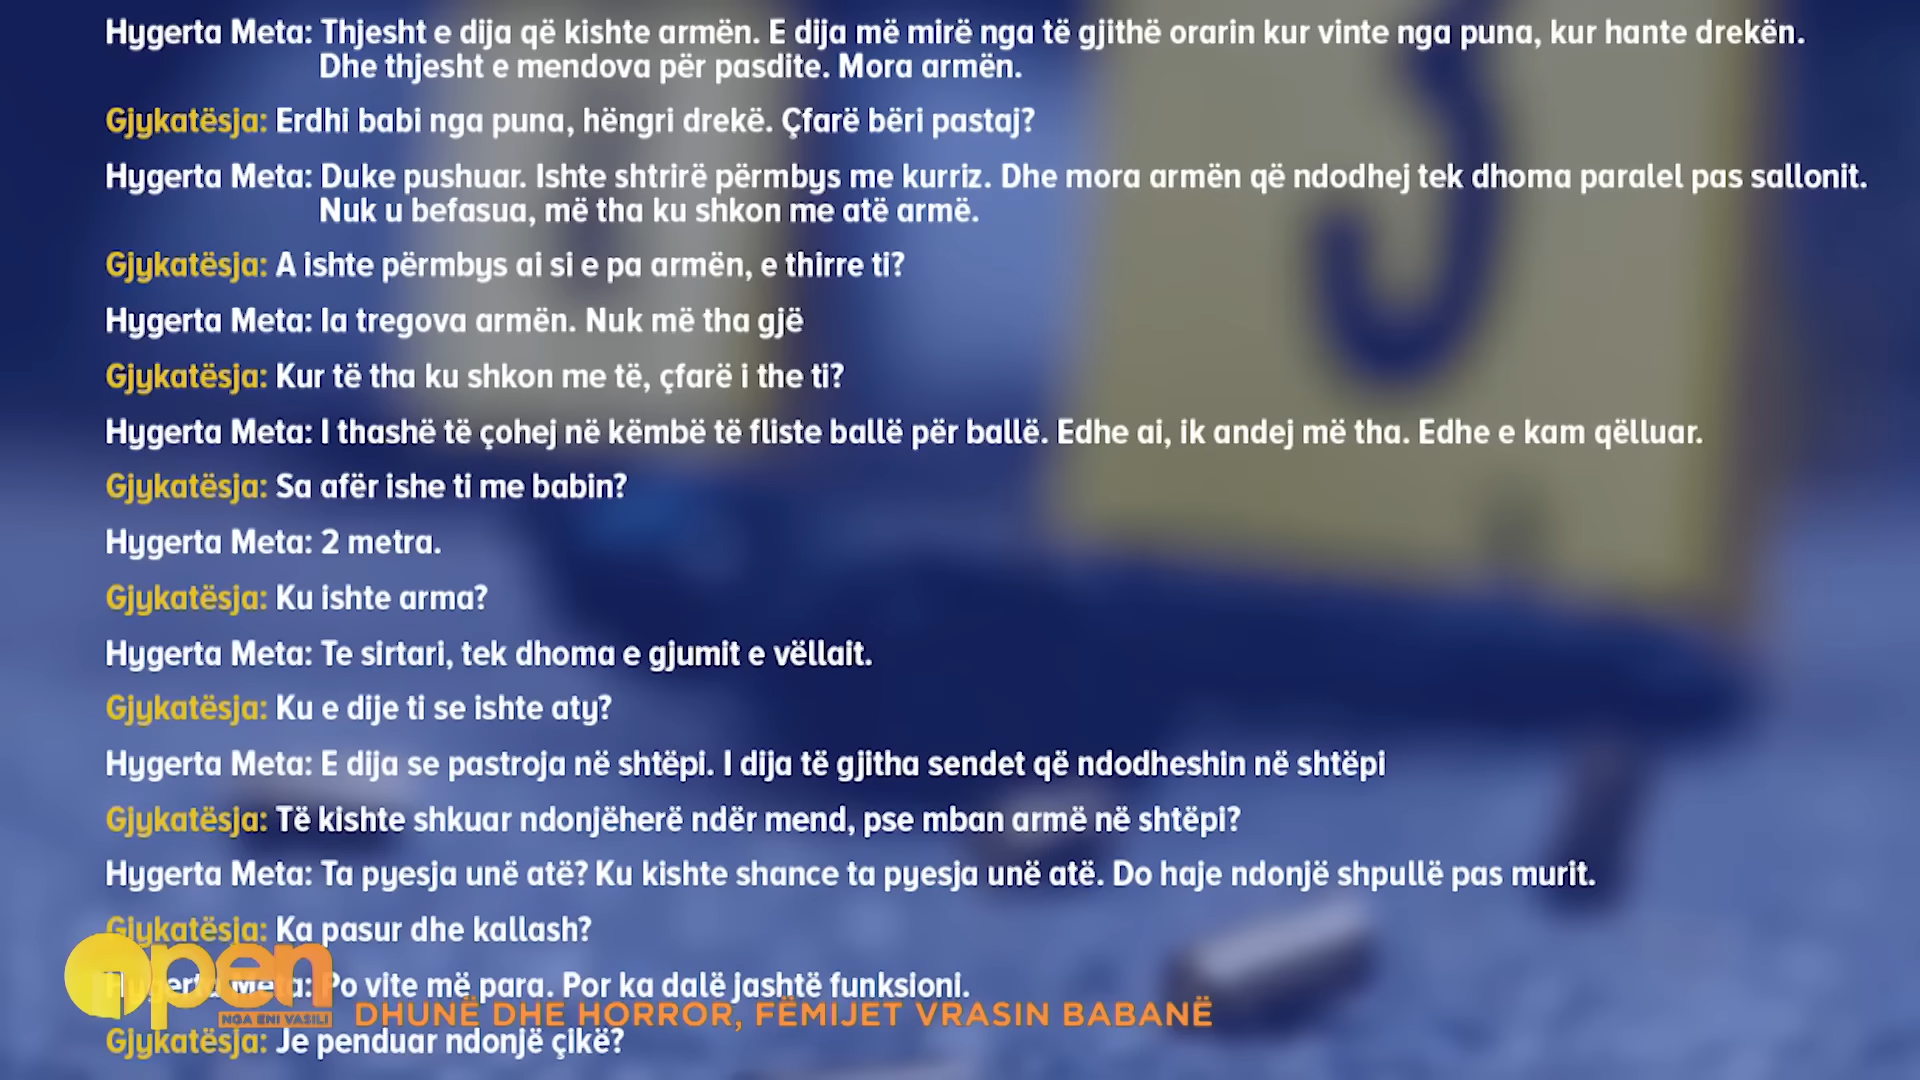 Hygerta Meta: Thjesht e dija që kishte armën. E dija më mirë nga të gjithë orarin kur vinte nga puna, kur hante drekën.
Dhe thjesht e mendova për pasdite. Mora armën.
Gjykatësja: Erdhi babi nga puna, hëngri drekë. Çfarë bëri pastaj?
Hygerta Meta: Duke pushuar. Ishte shtrirë përmbys me kurriz. Dhe mora armën që ndodhej tek dhoma paralel pas sallonit.
Nuk u befasua, më tha ku shkon me atë armë.
Gjykatësja: A ishte përmbys ai si e pa armën, e thirre ti?
Hygerta Meta: Ia tregova armën. Nuk më tha gjë
Gjykatësja: Kur të tha ku shkon me të, çfarë i the ti?
Hygerta Meta: I thashë të çohej në këmbë të fliste ballë për ballë. Edhe ai, ik andej më tha. Edhe e kam qëlluar.
Gjykatësja: Sa afër ishe ti me babin?
Hygerta Meta: 2 metra.
Gjykatësja: Ku ishte arma?
Hygerta Meta: Te sirtari, tek dhoma e gjumit e vëllait.
Gjykatësja: Ku e dije ti se ishte aty?
Hygerta Meta: E dija se pastroja në shtëpi. I dija të gjitha sendet që ndodheshin në shtëpi
Gjykatësja: Të kishte shkuar ndonjëherë ndër mend, pse mban armë në shtëpi?
Hygerta Meta: Ta pyesja unë atë? Ku kishte shance ta pyesja unë atë. Do haje ndonjë shpullë pas murit.
Gjykatësja: Ka pasur dhe kallash?
Hygerta Meta: Po vite më para. Por ka dalë jashtë funksioni.
open
NGA ENI VASILI
DHUNË DHE HORROR, FËMIJET VRASIN BABANË
Gjykatësja: Je penduar ndonjë çikë?